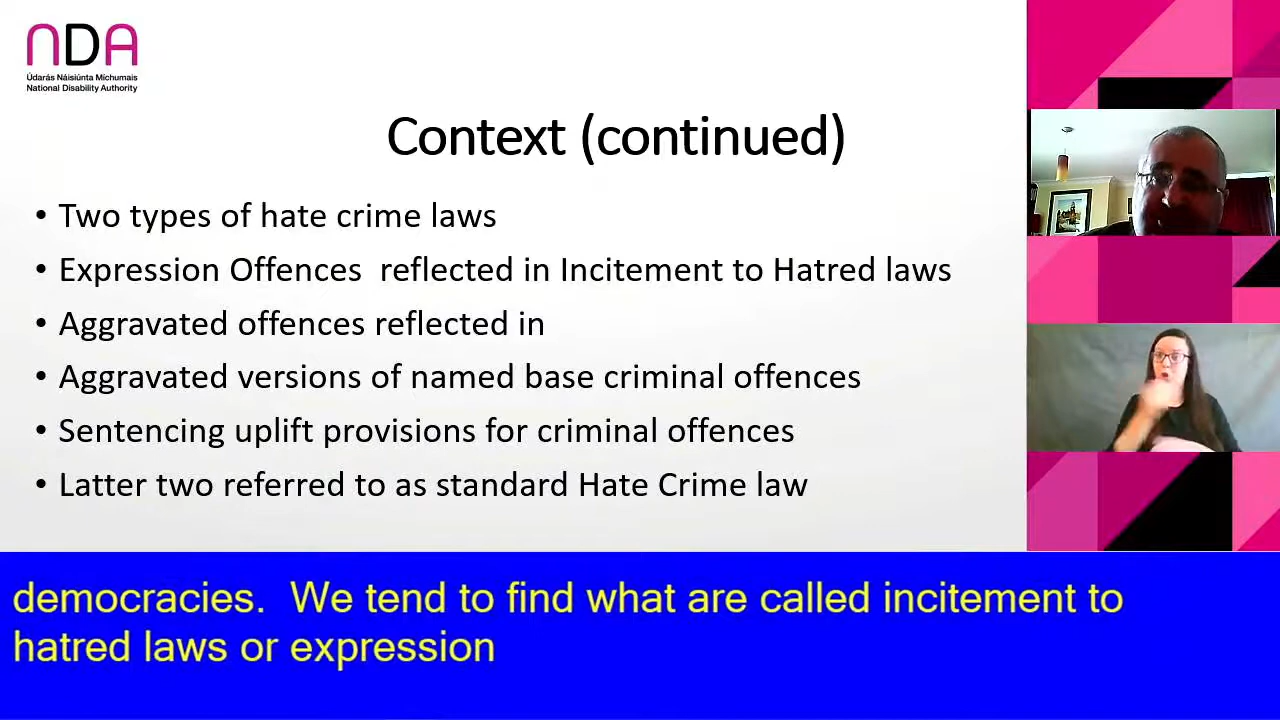 NDA
Údarás Náisiúnta Míchumais
National Disability Authority
Context (continued)
• Two types of hate crime laws
• Expression Offences  reflected in Incitement to Hatred laws
• Aggravated offences reflected in
• Aggravated versions of named base criminal offences
• Sentencing uplift provisions for criminal offences
• Latter two referred to as standard Hate Crime law
democracies.  We tend to find what are called incitement to
hatred laws or expression